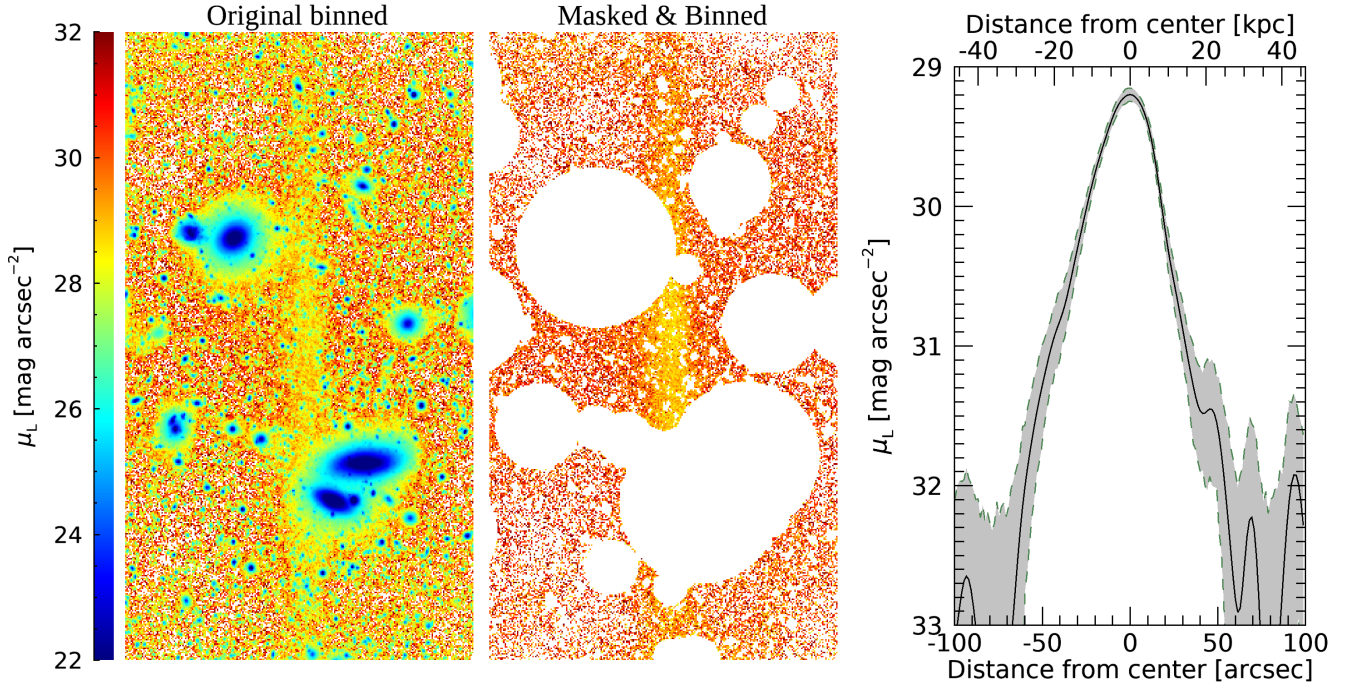 Original binned
Masked & Binned
μL [mag arcsec−2]
32
30
28
26
24
22
Distance from center [kpc]
-40 -20 0 20 40
μL [mag arcsec−2]
29
30
31
32
33
-100 -50 0 50 100
Distance from center [arcsec]